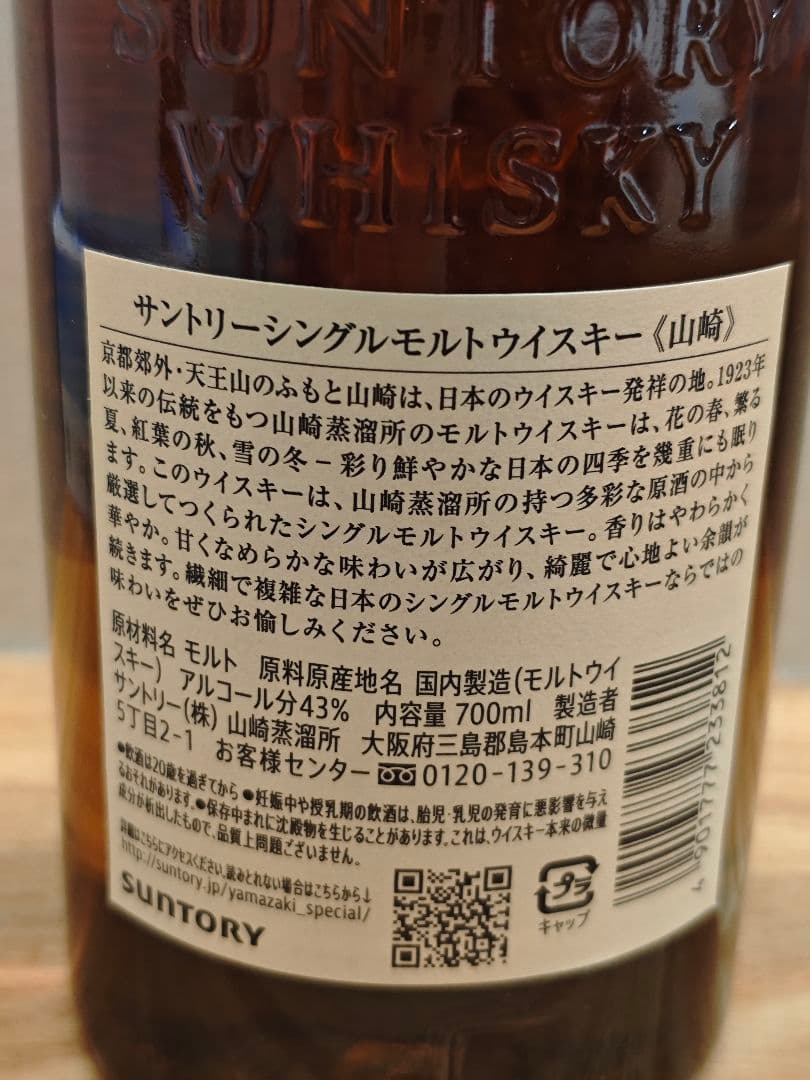 SUNTORY
WHISKY
サントリーシングルモルトウイスキー《山崎》
京都郊外・天王山のふもと山崎は、日本のウイスキー発祥の地。1923年
以来の伝統をもつ山崎蒸溜所のモルトウイスキーは、花の春、繁る
夏、紅葉の秋、雪の冬－彩り鮮やかな日本の四季を幾重にも眠り
ます。このウイスキーは、山崎蒸溜所の持つ多彩な原酒の中から
厳選してつくられたシングルモルトウイスキー。香りはやわらかく
華やか。甘くなめらかな味わいが広がり、綺麗で心地よい余韻が
続きます。繊細で複雑な日本のシングルモルトウイスキーならではの
味わいをぜひお愉しみください。
原材料名 モルト 原料原産地名 国内製造(モルトウイ
スキー) アルコール分43% 内容量 700ml 製造者
サントリー(株) 山崎蒸溜所 大阪府三島郡島本町山崎
5丁目2-1 お客様センター 0120-139-310
●飲酒は20歳を過ぎてから ●妊娠中や授乳期の飲酒は、胎児・乳児の発育に悪影響を与え
るおそれがあります。●保存中まれに沈殿物を生じることがあります。これは、ウイスキー本来の微量
成分が析出したもので、品質上問題ございません。
詳細はこちらにアクセスください。読みとれない場合はこちらから↓
http://suntory.jp/yamazaki_special/
SUNTORY
プラ
キャップ
4901777233812